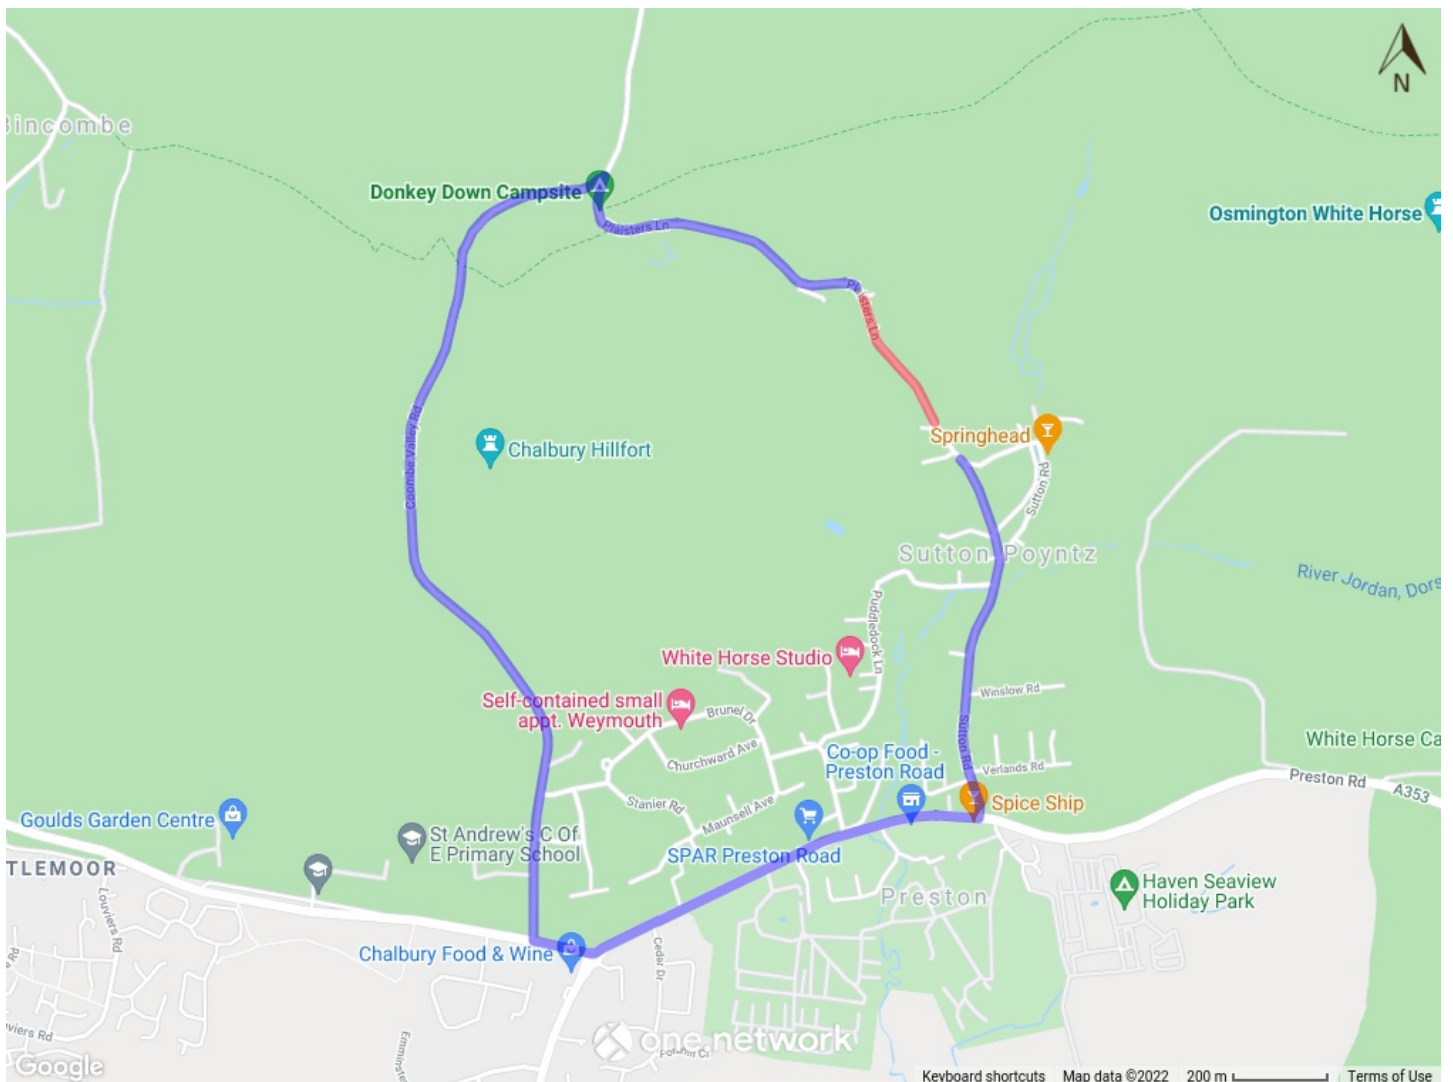 N
Bincombe
Donkey Down Campsite
Plaisters Ln
Osmington White Horse
Plaisters Ln
Coombe Valley Rd
Chalbury Hillfort
Springhead
Sutton Rd
Sutton Poyntz
River Jordan, Dors
Puddledock Ln
White Horse Studio
Winslow Rd
Self-contained small
appt. Weymouth
Brunel Dr
Sutton Rd
Churchward Ave
Co-op Food -
Preston Road
Verlands Rd
White Horse Ca
Preston Rd
A353
Stanier Rd
Maunsell Ave
Spice Ship
Goulds Garden Centre
St Andrew's C Of
E Primary School
SPAR Preston Road
TLEMOOR
Louviers Rd
Preston
Haven Seaview
Holiday Park
Chalbury Food & Wine
Cedar Dr
uviers Rd
one.network
Google
Keyboard shortcuts Map data ©2022 200 m Terms of Use